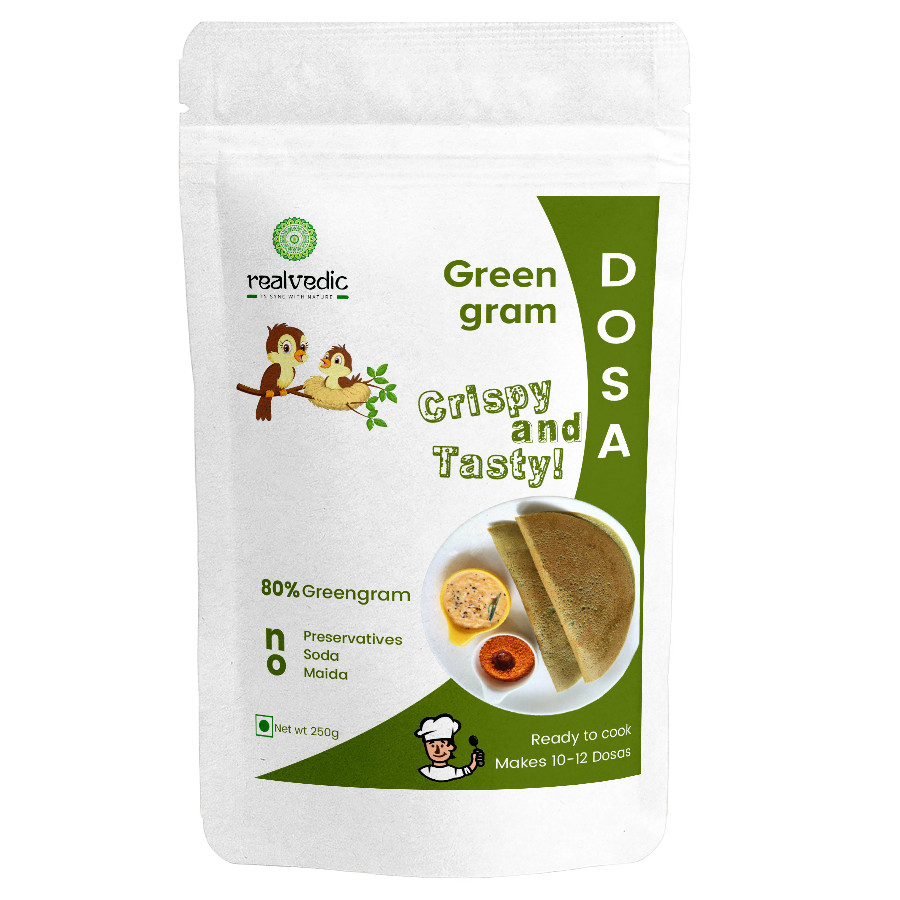 realvedic
IN SYNC WITH NATURE
Green
gram
DOSA
Crispy
and
Tasty!
80% Greengram
no
Preservatives
Soda
Maida
Net wt 250g
Ready to cook
Makes 10-12 Dosas